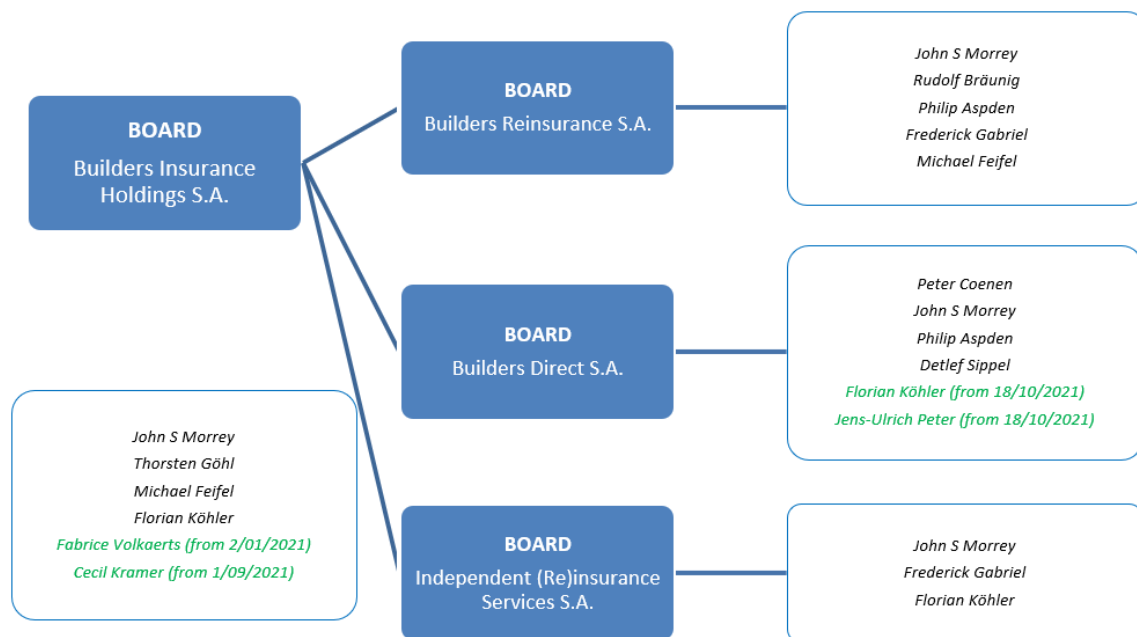 BOARD
Builders Insurance
Holdings S.A.
BOARD
Builders Reinsurance S.A.
John S Morrey
Rudolf Bräunig
Philip Aspden
Frederick Gabriel
Michael Feifel
BOARD
Builders Direct S.A.
Peter Coenen
John S Morrey
Philip Aspden
Detlef Sippel
Florian Köhler (from 18/10/2021)
Jens-Ulrich Peter (from 18/10/2021)
John S Morrey
Thorsten Göhl
Michael Feifel
Florian Köhler
Fabrice Volkaerts (from 2/01/2021)
Cecil Kramer (from 1/09/2021)
BOARD
Independent (Re)insurance
Services S.A.
John S Morrey
Frederick Gabriel
Florian Köhler